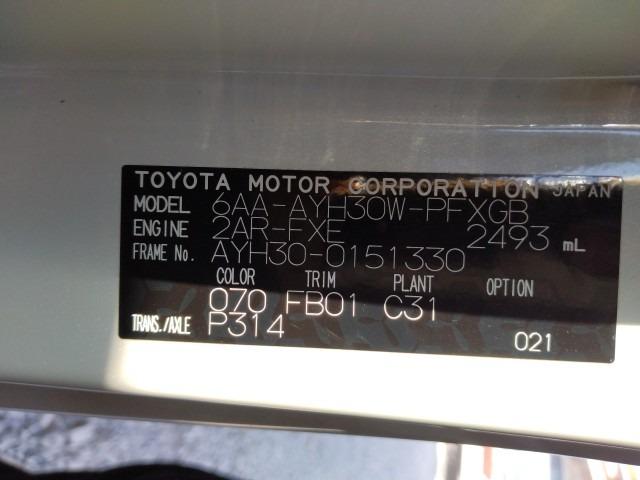 TOYOTA MOTOR CORPORATION JAPAN
MODEL 6AA-AYH30W-PFXGB
ENGINE 2AR-FXE 2493 mL
FRAME No. AYH30-0151330
COLOR TRIM PLANT OPTION
070 FB01 C31
TRANS./AXLE P314
021